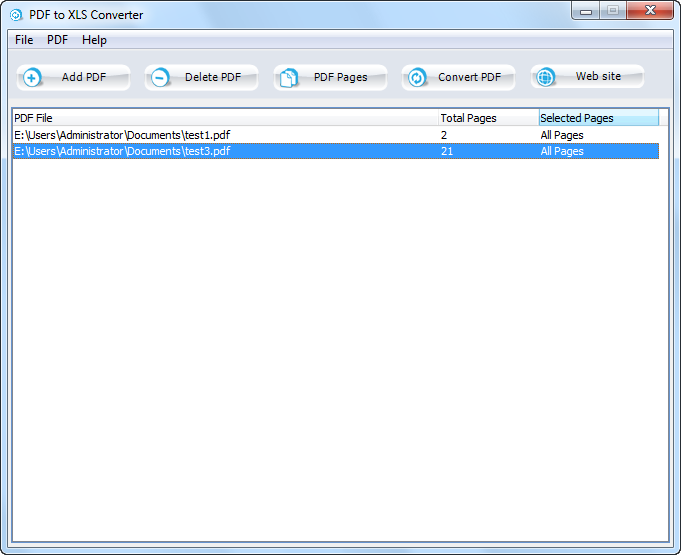 PDF to XLS Converter
File PDF Help
Add PDF Delete PDF PDF Pages Convert PDF Web site
PDF File Total Pages Selected Pages
E:\Users\Administrator\Documents\test1.pdf 2 All Pages
E:\Users\Administrator\Documents\test3.pdf 21 All Pages